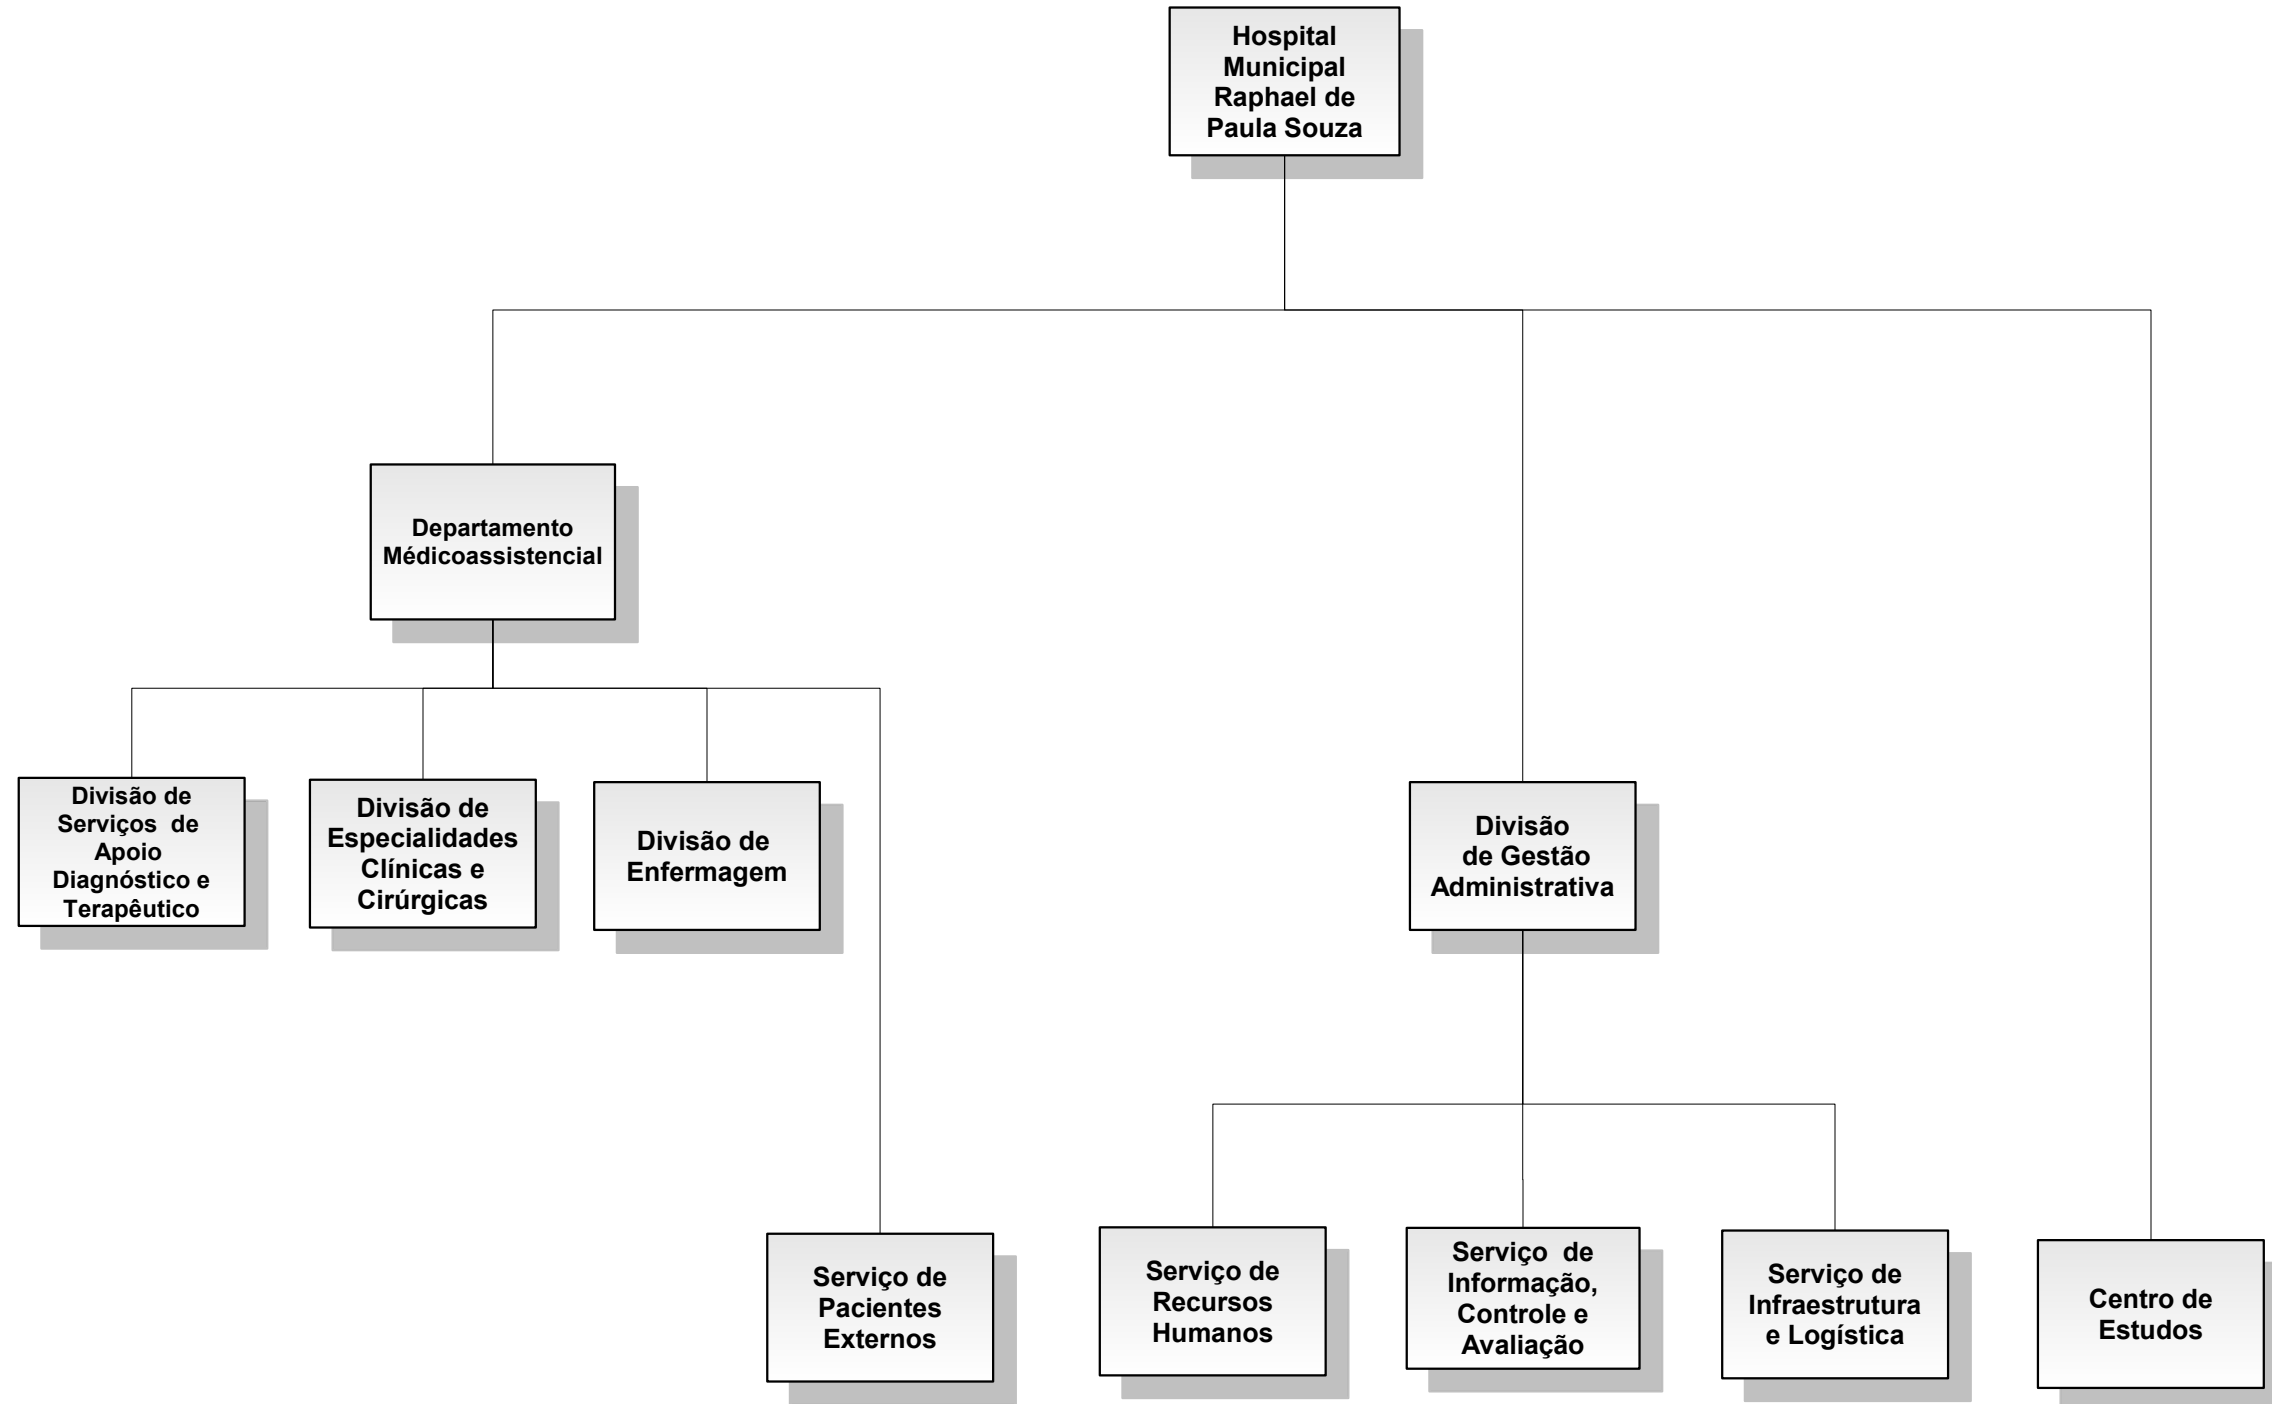 Hospital
Municipal
Raphael de
Paula Souza
Departamento
Médicoassistencial
Divisão de
Serviços  de
Apoio
Diagnóstico e
Terapêutico
Divisão de
Especialidades
Clínicas e
Cirúrgicas
Divisão de
Enfermagem
Divisão
de Gestão
Administrativa
Serviço de
Pacientes
Externos
Serviço de
Recursos
Humanos
Serviço  de
Informação,
Controle e
Avaliação
Serviço de
Infraestrutura
e Logística
Centro de
Estudos